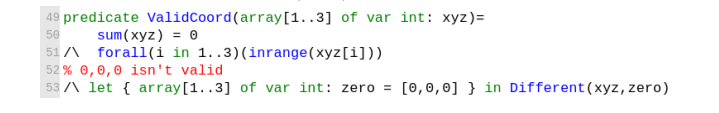 49 predicate ValidCoord(array[1..3] of var int: xyz)=
50 sum(xyz) = 0
51 /\ forall(i in 1..3)(inrange(xyz[i]))
52 % 0,0,0 isn't valid
53 /\ let { array[1..3] of var int: zero = [0,0,0] } in Different(xyz,zero)